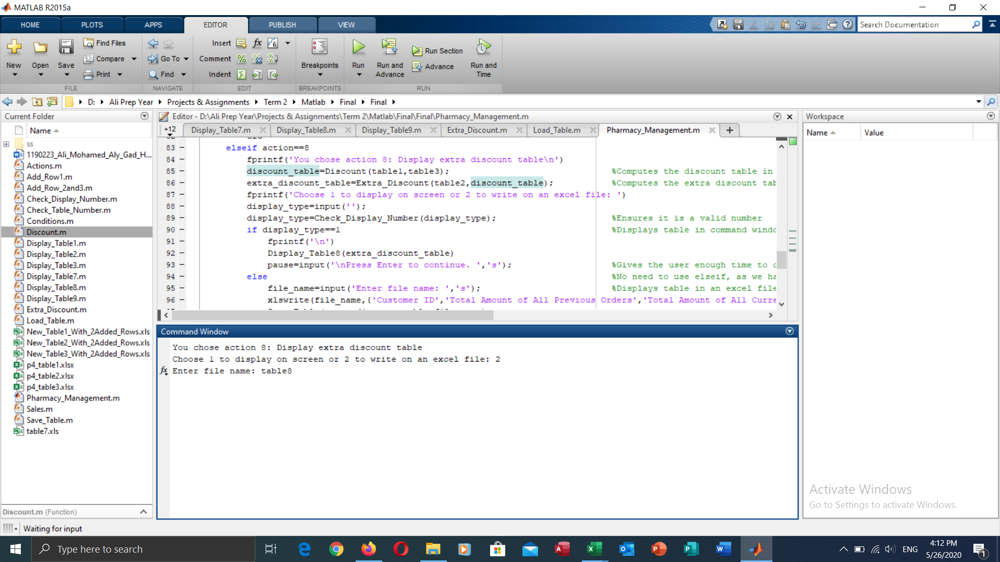 MATLAB R2015a
HOME PLOTS APPS EDITOR PUBLISH VIEW Search Documentation
Find Files Insert fx fi
Compare Go To Comment Run Section
New Open Save Print Find Indent Breakpoints Run Run and Advance Advance Run and Time
FILE NAVIGATE EDIT BREAKPOINTS RUN
D: Ali Prep Year Projects & Assignments Term 2 Matlab Final Final
Current Folder
Name
ss
1190223_Ali_Mohamed_Aly_Gad_H...
Actions.m
Add_Row1.m
Add_Row_2and3.m
Check_Display_Number.m
Check_Table_Number.m
Conditions.m
Discount.m
Display_Table1.m
Display_Table2.m
Display_Table3.m
Display_Table7.m
Display_Table8.m
Display_Table9.m
Extra_Discount.m
Load_Table.m
New_Table1_With_2Added_Rows.xls
New_Table2_With_2Added_Rows.xls
New_Table3_With_2Added_Rows.xls
p4_table1.xlsx
p4_table2.xlsx
p4_table3.xlsx
Pharmacy_Management.m
Sales.m
Save_Table.m
table7.xls
Discount.m (Function)
Waiting for input
Editor - D:\Ali Prep Year\Projects & Assignments\Term 2\Matlab\Final\Final\Pharmacy_Management.m
+12 Display_Table7.m Display_Table8.m Display_Table9.m Extra_Discount.m Load_Table.m Pharmacy_Management.m
83 – elseif action==8
84 – fprintf('You chose action 8: Display extra discount table\n')
85 – discount_table=Discount(table1,table3); %Computes the discount table in
86 – extra_discount_table=Extra_Discount(table2,discount_table); %Computes the extra discount tab
87 – fprintf('Choose 1 to display on screen or 2 to write on an excel file: ')
88 – display_type=input('');
89 – display_type=Check_Display_Number(display_type); %Ensures it is a valid number
90 – if display_type==1 %Displays table in command windo
91 – fprintf('\n')
92 – Display_Table8(extra_discount_table)
93 – pause=input('\nPress Enter to continue. ','s'); %Gives the user enough time to
94 – else %No need to use elseif, as we ha
95 – file_name=input('Enter file name: ','s'); %Displays table in an excel file
96 – xlswrite(file_name,{'Customer ID','Total Amount of All Previous Orders','Total Amount of All Curre
Command Window
You chose action 8: Display extra discount table
Choose 1 to display on screen or 2 to write on an excel file: 2
fx Enter file name: table8
Workspace
Name Value
Activate Windows
Go to Settings to activate Windows.
Type here to search
ENG
4:12 PM
5/26/2020
1